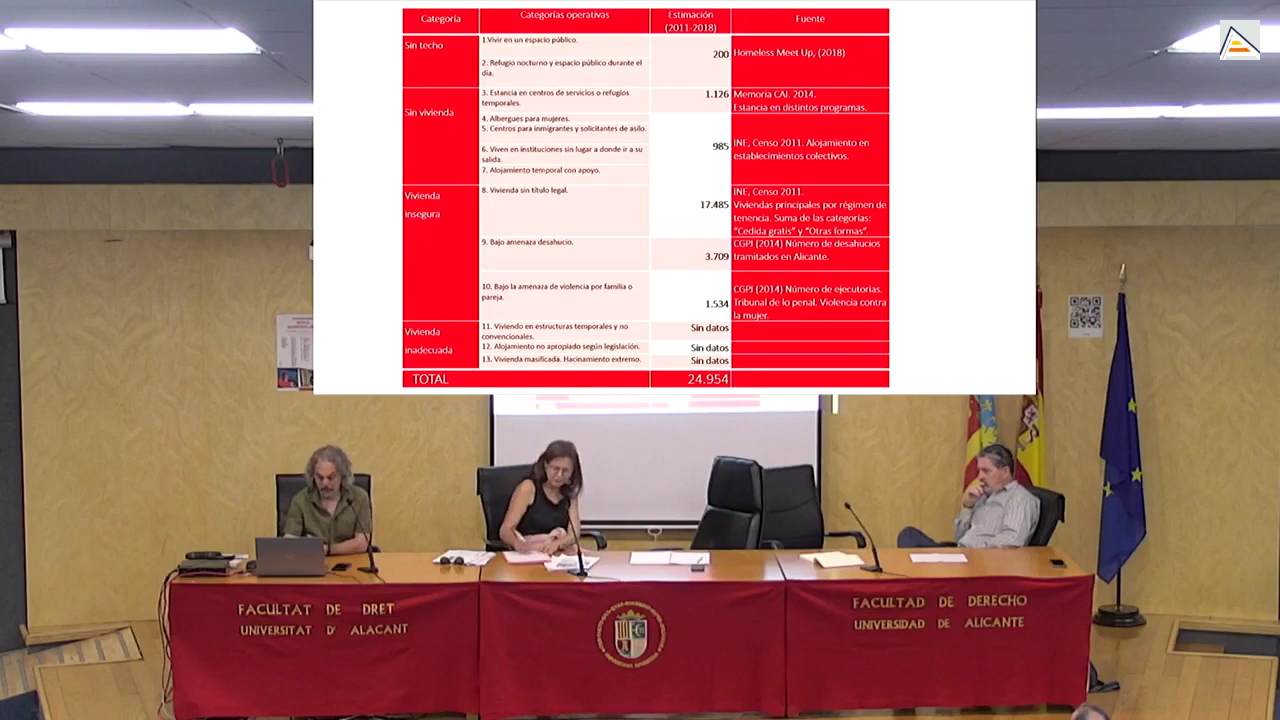 Categoría
Categorías operativas
Estimación
(2011-2018)
Fuente
Sin techo
1.Vivir en un espacio público.
2. Refugio nocturno y espacio público durante el
día.
200
Homeless Meet Up, (2018)
Sin vivienda
3. Estancia en centros de servicios o refugios
temporales.
1.126
Memoria CAI. 2014.
Estancia en distintos programas.
4. Albergues para mujeres.
5. Centros para inmigrantes y solicitantes de asilo.
6. Viven en instituciones sin lugar a donde ir a su
salida.
7. Alojamiento temporal con apoyo.
985
INE, Censo 2011. Alojamiento en
establecimientos colectivos.
Vivienda
insegura
8. Vivienda sin título legal.
17.485
INE, Censo 2011.
Viviendas principales por régimen de
tenencia. Suma de las categorías:
"Cedida gratis" y "Otras formas".
9. Bajo amenaza desahucio.
3.709
CGPJ (2014) Número de desahucios
tramitados en Alicante.
10. Bajo la amenaza de violencia por familia o
pareja.
1.534
CGPJ (2014) Número de ejecutorias.
Tribunal de lo penal. Violencia contra
la mujer.
Vivienda
inadecuada
11. Viviendo en estructuras temporales y no
convencionales.
Sin datos
12. Alojamiento no apropiado según legislación.
Sin datos
13. Vivienda masificada. Hacinamiento extremo.
Sin datos
TOTAL
24.954
FACULTAT DE DRET
UNIVERSITAT D' ALACANT
FACULTAD DE DERECHO
UNIVERSIDAD DE ALICANTE